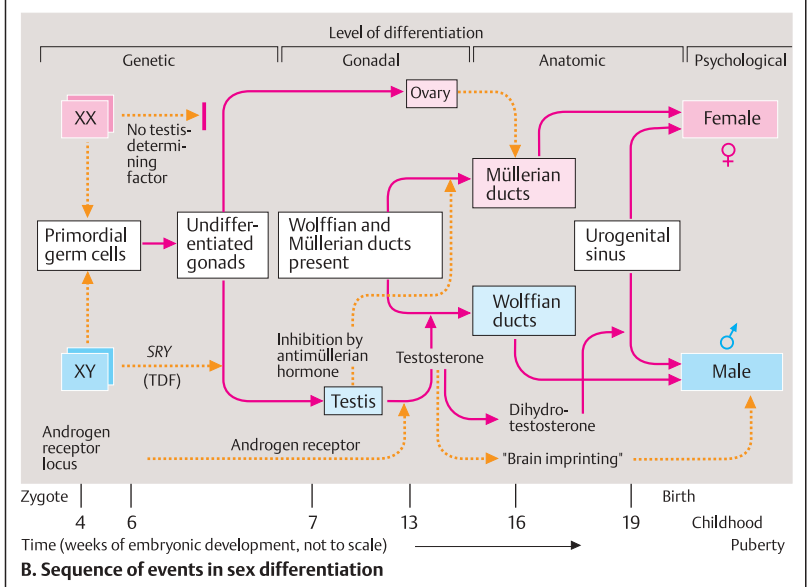 Level of differentiation
Genetic
Gonadal
Anatomic
Psychological
XX
No testis-
determi-
ning
factor
Ovary
Female
♀
Müllerian
ducts
Primordial
germ cells
Undiffer-
entiated
gonads
Wolffian and
Müllerian ducts
present
Urogenital
sinus
Wolffian
ducts
♂
XY
SRY
(TDF)
Inhibition by
antimüllerian
hormone
Testosterone
Male
Testis
Dihydro-
testosterone
Androgen
receptor
locus
Androgen receptor
"Brain imprinting"
Zygote
Birth
4
6
7
13
16
19
Childhood
Time (weeks of embryonic development, not to scale)
Puberty
B. Sequence of events in sex differentiation